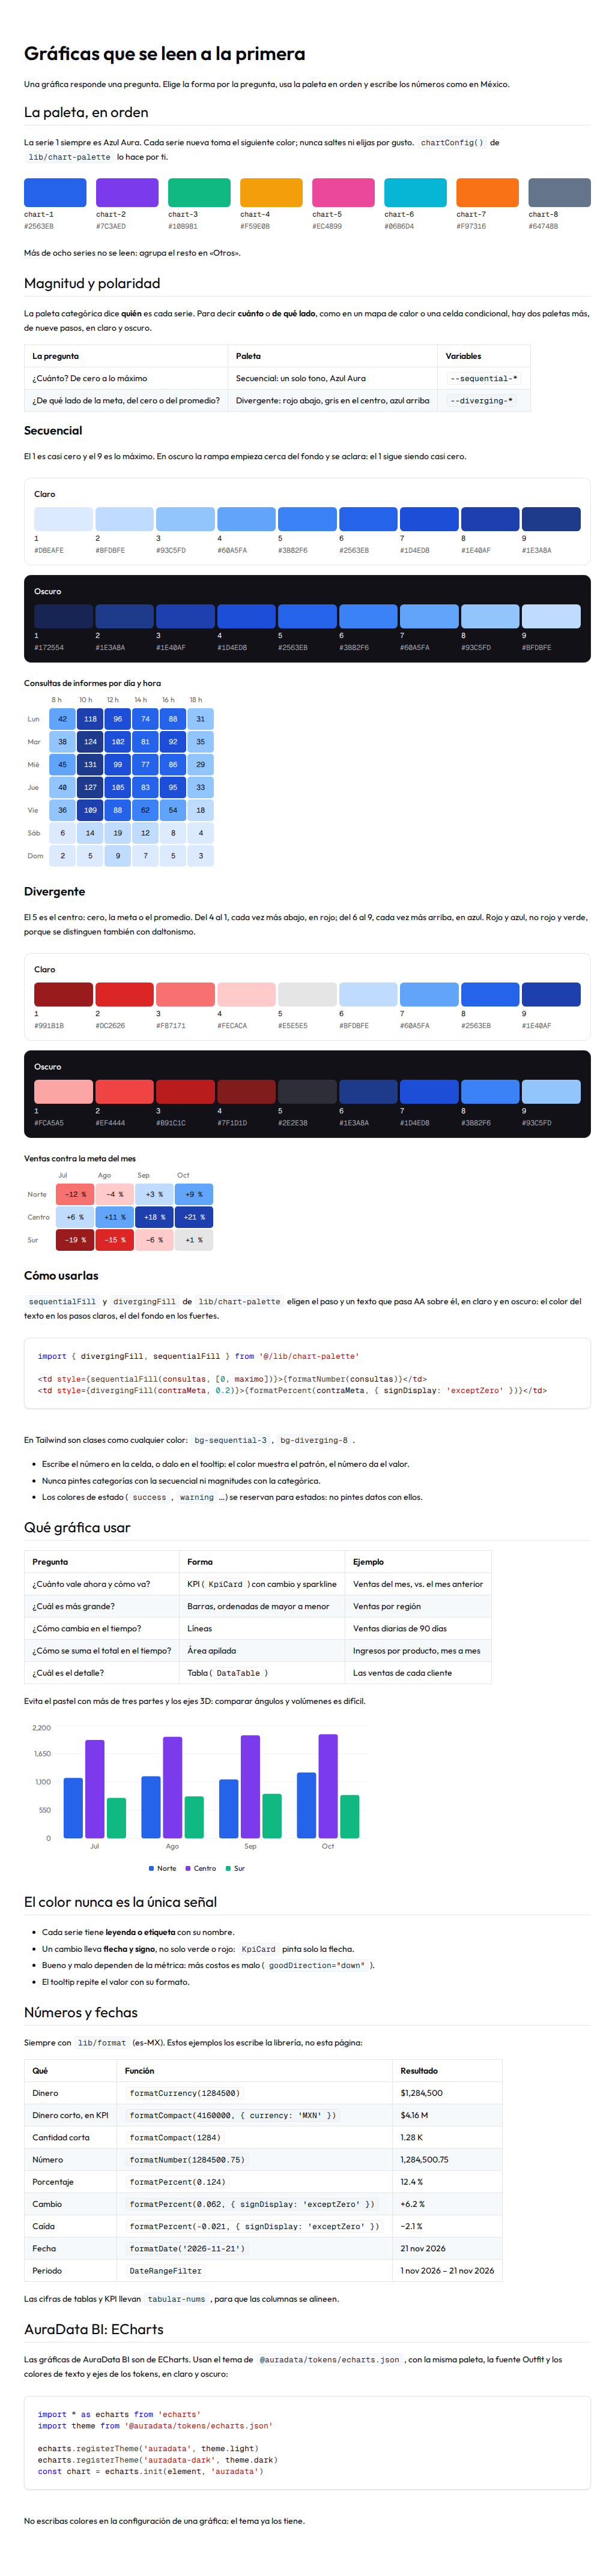 Gráficas que se leen a la primera
Una gráfica responde una pregunta. Elige la forma por la pregunta, usa la paleta en orden y escribe los números como en México.
La paleta, en orden
La serie 1 siempre es Azul Aura. Cada serie nueva toma el siguiente color; nunca saltes ni elijas por gusto. chartConfig() de
lib/chart-palette lo hace por ti.
chart-1 chart-2 chart-3 chart-4 chart-5 chart-6 chart-7 chart-8
#2563EB #7C3AED #10B981 #F59E0B #EC4899 #06B6D4 #F97316 #64748B
Más de ocho series no se leen: agrupa el resto en «Otros».
Magnitud y polaridad
La paleta categórica dice quién es cada serie. Para decir cuánto o de qué lado, como en un mapa de calor o una celda condicional, hay dos paletas más,
de nueve pasos, en claro y oscuro.
La pregunta Paleta Variables
¿Cuánto? De cero a lo máximo Secuencial: un solo tono, Azul Aura --sequential-*
¿De qué lado de la meta, del cero o del promedio? Divergente: rojo abajo, gris en el centro, azul arriba --diverging-*
Secuencial
El 1 es casi cero y el 9 es lo máximo. En oscuro la rampa empieza cerca del fondo y se aclara; el 1 sigue siendo casi cero.
Claro
1 2 3 4 5 6 7 8 9
#DBEAFE #BFDBFE #93C5FD #60A5FA #3B82F6 #2563EB #1D4ED8 #1E40AF #1E3A8A
Oscuro
1 2 3 4 5 6 7 8 9
#172554 #1E3A8A #1E40AF #1D4ED8 #2563EB #3B82F6 #60A5FA #93C5FD #BFDBFE
Consultas de informes por día y hora
8 h 10 h 12 h 14 h 16 h 18 h
Lun 42 118 96 74 88 31
Mar 38 124 102 81 92 35
Mié 45 131 99 77 86 29
Jue 40 127 105 83 95 33
Vie 36 109 88 62 54 18
Sáb 6 14 19 12 8 4
Dom 2 5 9 7 5 3
Divergente
El 5 es el centro: cero, la meta o el promedio. Del 4 al 1, cada vez más abajo, en rojo; del 6 al 9, cada vez más arriba, en azul. Rojo y azul, no rojo y verde,
porque se distinguen también con daltonismo.
Claro
1 2 3 4 5 6 7 8 9
#991B1B #DC2626 #F87171 #FECACA #E5E5E5 #BFDBFE #60A5FA #2563EB #1E40AF
Oscuro
1 2 3 4 5 6 7 8 9
#FCA5A5 #EF4444 #B91C1C #7F1D1D #2E2E38 #1E3A8A #1D4ED8 #3B82F6 #93C5FD
Ventas contra la meta del mes
Jul Ago Sep Oct
Norte −12 % −4 % +3 % +9 %
Centro +6 % +11 % +18 % +21 %
Sur −19 % −15 % −6 % +1 %
Cómo usarlas
sequentialFill y divergingFill de lib/chart-palette eligen el paso y un texto que pasa AA sobre él, en claro y en oscuro: el color del
texto en los pasos claros, el del fondo en los fuertes.
import { divergingFill, sequentialFill } from '@/lib/chart-palette'
<td style={sequentialFill(consultas, [0, maximo])}>{formatNumber(consultas)}</td>
<td style={divergingFill(contraMeta, 0.2)}>{formatPercent(contraMeta, { signDisplay: 'exceptZero' })}</td>
En Tailwind son clases como cualquier color: bg-sequential-3 , bg-diverging-8 .
• Escribe el número en la celda, o dalo en el tooltip: el color muestra el patrón, el número da el valor.
• Nunca pintes categorías con la secuencial ni magnitudes con la categórica.
• Los colores de estado ( success , warning …) se reservan para estados: no pintes datos con ellos.
Qué gráfica usar
Pregunta Forma Ejemplo
¿Cuánto vale ahora y cómo va? KPI ( KpiCard ) con cambio y sparkline Ventas del mes, vs. el mes anterior
¿Cuál es más grande? Barras, ordenadas de mayor a menor Ventas por región
¿Cómo cambia en el tiempo? Líneas Ventas diarias de 90 días
¿Cómo se suma el total en el tiempo? Área apilada Ingresos por producto, mes a mes
¿Cuál es el detalle? Tabla ( DataTable ) Las ventas de cada cliente
Evita el pastel con más de tres partes y los ejes 3D: comparar ángulos y volúmenes es difícil.
2,200
1,650
1,100
550
0
Jul Ago Sep Oct
Norte Centro Sur
El color nunca es la única señal
• Cada serie tiene leyenda o etiqueta con su nombre.
• Un cambio lleva flecha y signo, no solo verde o rojo: KpiCard pinta solo la flecha.
• Bueno y malo dependen de la métrica: más costos es malo ( goodDirection="down" ).
• El tooltip repite el valor con su formato.
Números y fechas
Siempre con lib/format (es-MX). Estos ejemplos los escribe la librería, no esta página:
Qué Función Resultado
Dinero formatCurrency(1284500) $1,284,500
Dinero corto, en KPI formatCompact(4160000, { currency: 'MXN' }) $4.16 M
Cantidad corta formatCompact(1284) 1.28 K
Número formatNumber(1284500.75) 1,284,500.75
Porcentaje formatPercent(0.124) 12.4 %
Cambio formatPercent(0.062, { signDisplay: 'exceptZero' }) +6.2 %
Caída formatPercent(-0.021, { signDisplay: 'exceptZero' }) −2.1 %
Fecha formatDate('2026-11-21') 21 nov 2026
Periodo DateRangeFilter 1 nov 2026 – 21 nov 2026
Las cifras de tablas y KPI llevan tabular-nums , para que las columnas se alineen.
AuraData BI: ECharts
Las gráficas de AuraData BI son de ECharts. Usan el tema de @auradata/tokens/echarts.json , con la misma paleta, la fuente Outfit y los
colores de texto y ejes de los tokens, en claro y oscuro:
import * as echarts from 'echarts'
import theme from '@auradata/tokens/echarts.json'
echarts.registerTheme('auradata', theme.light)
echarts.registerTheme('auradata-dark', theme.dark)
const chart = echarts.init(element, 'auradata')
No escribas colores en la configuración de una gráfica: el tema ya los tiene.